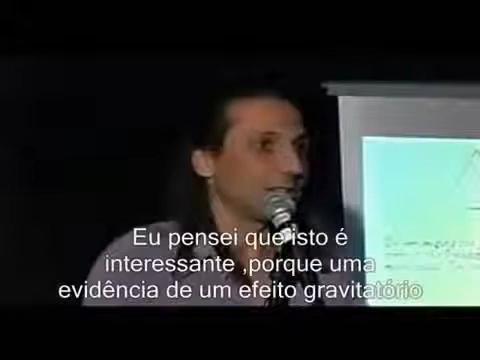 Eu pensei que isto é
interessante ,porque uma
evidência de um efeito gravitatório